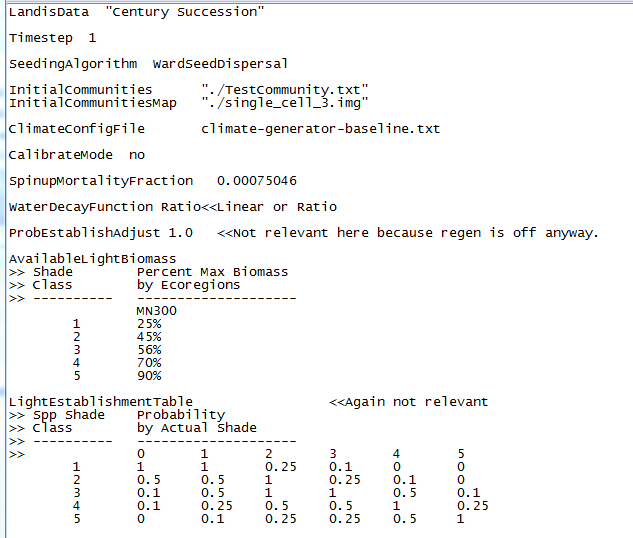 LandisData  "Century Succession"
Timestep  1
SeedingAlgorithm  WardSeedDispersal
InitialCommunities      "./TestCommunity.txt"
InitialCommunitiesMap   "./single_cell_3.img"
ClimateConfigFile       climate-generator-baseline.txt
CalibrateMode  no
SpinupMortalityFraction   0.00075046
WaterDecayFunction Ratio<<Linear or Ratio
ProbEstablishAdjust 1.0   <<Not relevant here because regen is off anyway.
AvailableLightBiomass
>> Shade        Percent Max Biomass
>> Class        by Ecoregions
>> ----------   --------------------
                MN300
        1       25%
        2       45%
        3       56%
        4       70%
        5       90%
LightEstablishmentTable                 <<Again not relevant
>> Spp Shade    Probability
>> Class        by Actual Shade
>> ----------   --------------------
>>              0       1       2       3       4       5
        1       1       1       0.25    0.1     0       0
        2       0.5     0.5     1       0.25    0.1     0
        3       0.1     0.5     1       1       0.5     0.1
        4       0.1     0.25    0.5     0.5     1       0.25
        5       0       0.1     0.25    0.25    0.5     1